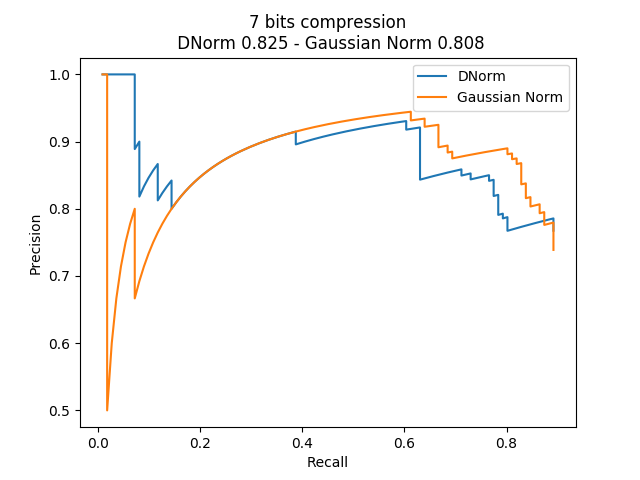 7 bits compression
DNorm 0.825 - Gaussian Norm 0.808
DNorm
Gaussian Norm
1.0
0.9
0.8
0.7
0.6
0.5
Precision
0.0 0.2 0.4 0.6 0.8
Recall